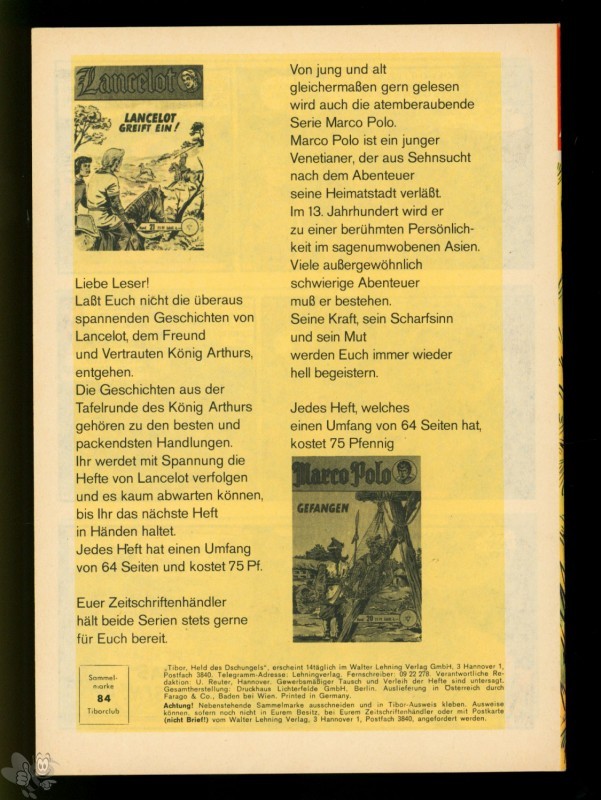 Lancelot
LANCELOT
GREIFT EIN!
Liebe Leser!
Laßt Euch nicht die überaus
spannenden Geschichten von
Lancelot, dem Freund
und Vertrauten König Arthurs,
entgehen.
Die Geschichten aus der
Tafelrunde des König Arthurs
gehören zu den besten und
packendsten Handlungen.
Ihr werdet mit Spannung die
Hefte von Lancelot verfolgen
und es kaum abwarten können,
bis Ihr das nächste Heft
in Händen haltet.
Jedes Heft hat einen Umfang
von 64 Seiten und kostet 75 Pf.
Euer Zeitschriftenhändler
hält beide Serien stets gerne
für Euch bereit.
Von jung und alt
gleichermaßen gern gelesen
wird auch die atemberaubende
Serie Marco Polo.
Marco Polo ist ein junger
Venetianer, der aus Sehnsucht
nach dem Abenteuer
seine Heimatstadt verläßt.
Im 13. Jahrhundert wird er
zu einer berühmten Persönlich-
keit im sagenumwobenen Asien.
Viele außergewöhnlich
schwierige Abenteuer
muß er bestehen.
Seine Kraft, sein Scharfsinn
und sein Mut
werden Euch immer wieder
hell begeistern.
Jedes Heft, welches
einen Umfang von 64 Seiten hat,
kostet 75 Pfennig
Marco Polo
GEFANGEN
Sammel-
marke
84
Tiborclub
„Tibor, Held des Dschungels", erscheint 14täglich im Walter Lehning Verlag GmbH, 3 Hannover 1,
Postfach 3840. Telegramm-Adresse: Lehningverlag. Fernschreiber: 09 22 278. Verantwortliche Re-
daktion: U. Reuter, Hannover. Gewerbsmäßiger Tausch und Verleih der Hefte sind untersagt.
Gesamtherstellung: Druckhaus Lichterfelde GmbH, Berlin. Auslieferung in Österreich durch
Farago & Co., Baden bei Wien. Printed in Germany.
Achtung! Nebenstehende Sammelmarke ausschneiden und in Tibor-Ausweis kleben. Ausweise
können, sofern noch nicht in Eurem Besitz, bei Eurem Zeitschriftenhändler oder mit Postkarte
(nicht Brief!) vom Walter Lehning Verlag, 3 Hannover 1, Postfach 3840, angefordert werden.